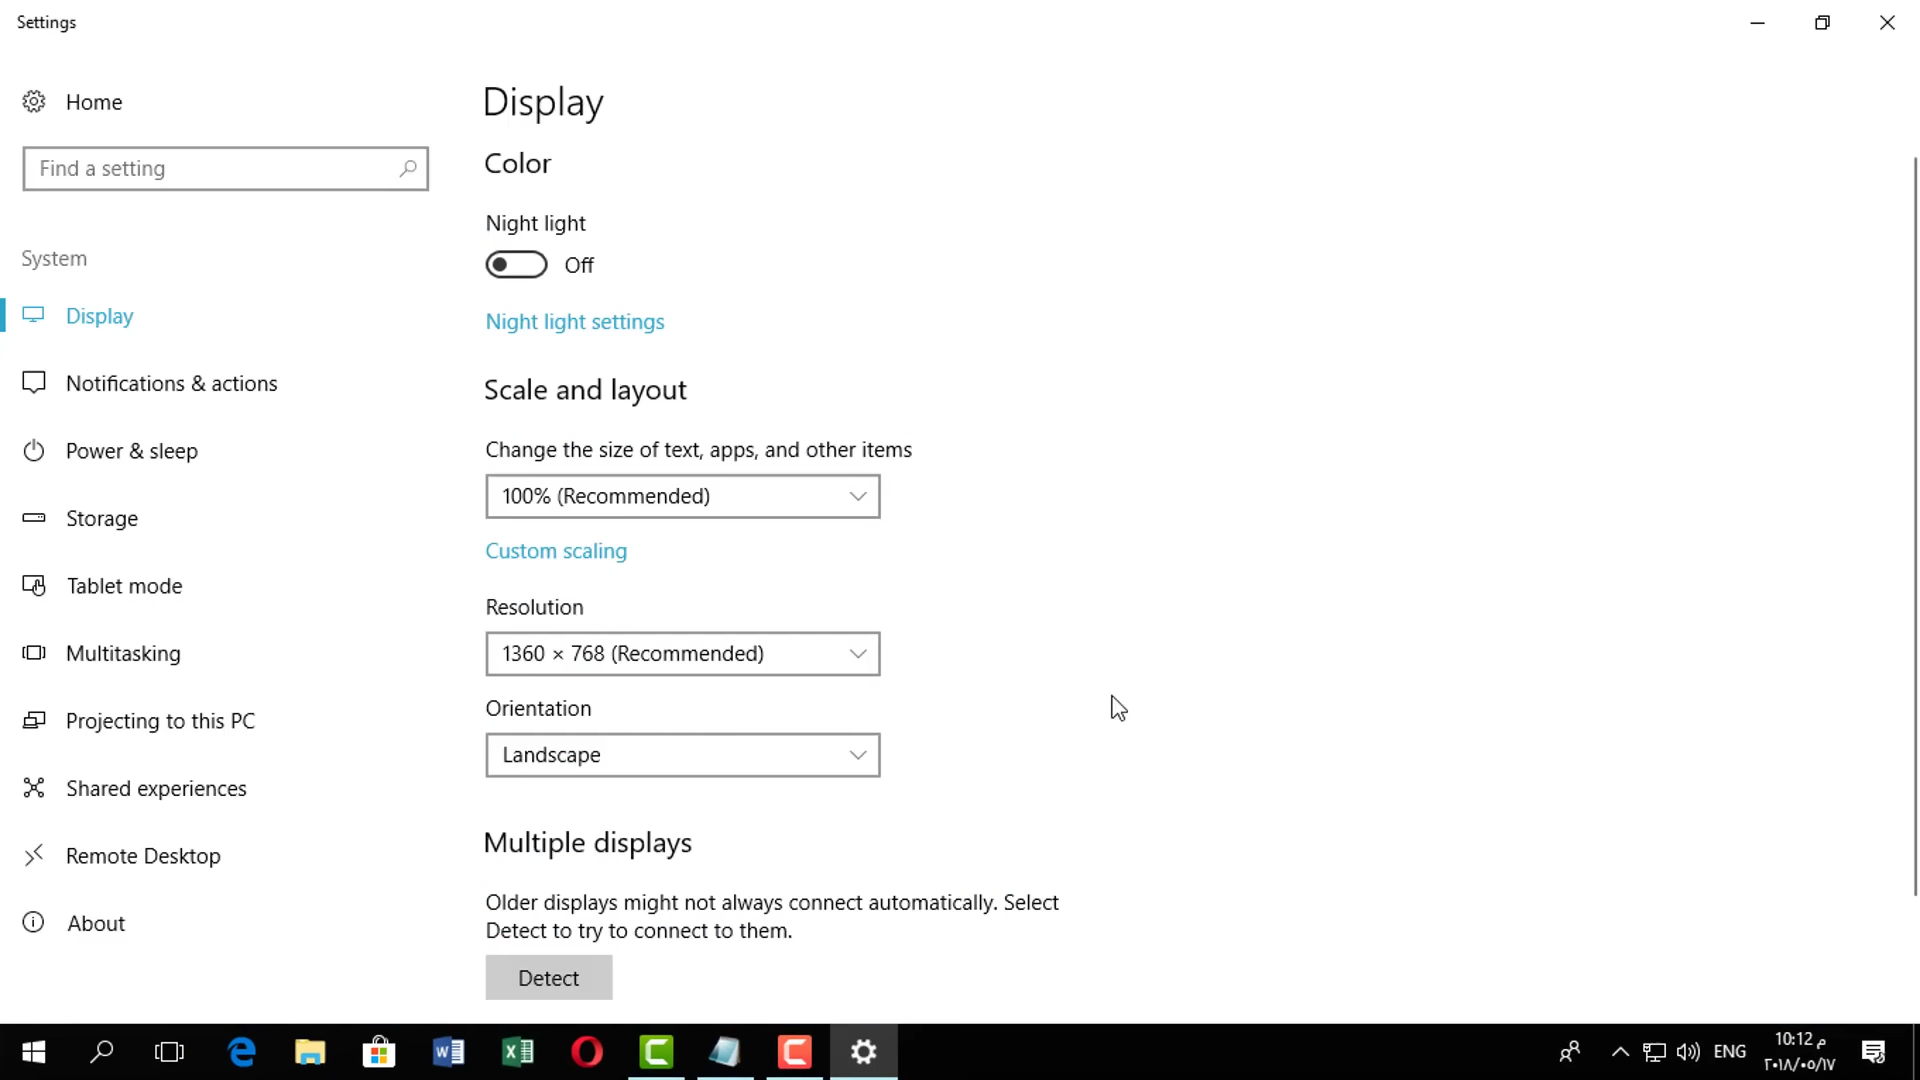 Settings
Home
Find a setting
System
Display
Notifications & actions
Power & sleep
Storage
Tablet mode
Multitasking
Projecting to this PC
Shared experiences
Remote Desktop
About
Display
Color
Night light
Off
Night light settings
Scale and layout
Change the size of text, apps, and other items
100% (Recommended)
Custom scaling
Resolution
1360 × 768 (Recommended)
Orientation
Landscape
Multiple displays
Older displays might not always connect automatically. Select
Detect to try to connect to them.
Detect
ENG
10:12 م
٢٠١٨/٠٥/١٧